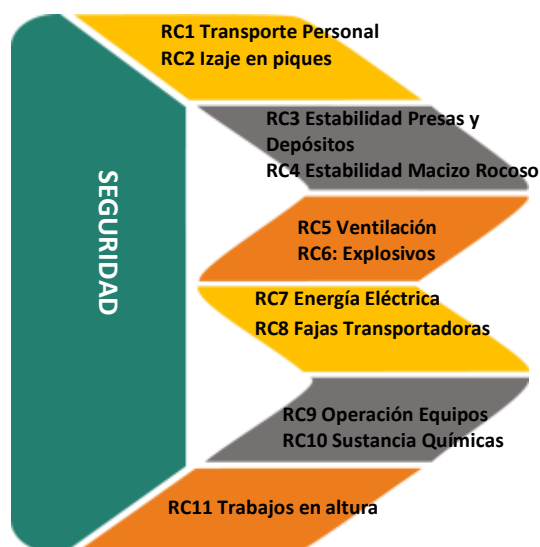 SEGURIDAD
RC1 Transporte Personal
RC2 Izaje en piques
RC3 Estabilidad Presas y
Depósitos
RC4 Estabilidad Macizo Rocoso
RC5 Ventilación
RC6: Explosivos
RC7 Energía Eléctrica
RC8 Fajas Transportadoras
RC9 Operación Equipos
RC10 Sustancia Químicas
RC11 Trabajos en altura